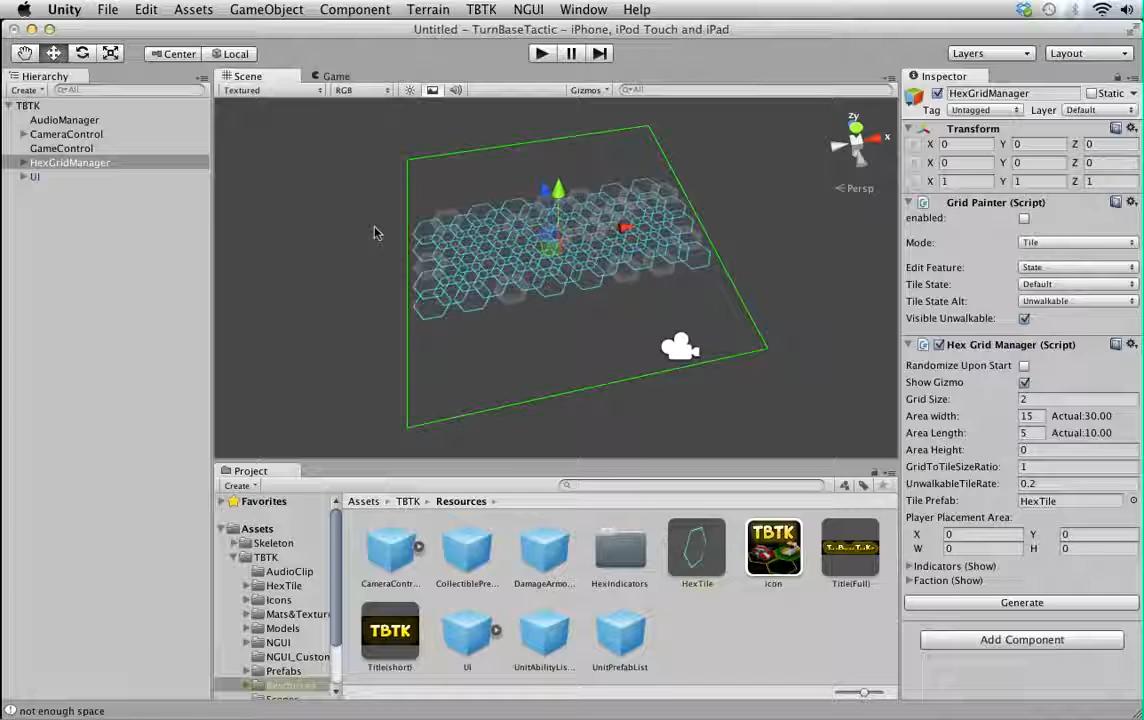 Unity File Edit Assets GameObject Component Terrain TBTK NGUI Window Help
Untitled – TurnBaseTactic – iPhone, iPod Touch and iPad
Center Local Layers Layout
Hierarchy
Create All
TBTK
AudioManager
CameraControl
GameControl
HexGridManager
UI
Scene Game
Textured RGB Gizmos All
Zy
x
Persp
Project
Create
Favorites
Assets
Skeleton
TBTK
AudioClip
HexTile
Icons
Mats&Textur
Models
NGUI
NGUI_Custon
Prefabs
Resources
Assets TBTK Resources
CameraContr... CollectiblePre... DamageArmo... HexIndicators HexTile icon Title(Full)
TBTK
TBTK
Title(short) UI UnitAbilityLis... UnitPrefabList
Inspector
HexGridManager Static
Tag Untagged Layer Default
Transform
X 0 Y 0 Z 0
X 0 Y 0 Z 0
X 1 Y 1 Z 1
Grid Painter (Script)
enabled:
Mode: Tile
Edit Feature: State
Tile State: Default
Tile State Alt: Unwalkable
Visible Unwalkable:
Hex Grid Manager (Script)
Randomize Upon Start
Show Gizmo
Grid Size: 2
Area width: 15 Actual:30.00
Area Length: 5 Actual:10.00
Area Height: 0
GridToTileSizeRatio: 1
UnwalkableTileRate: 0.2
Tile Prefab: HexTile
Player Placement Area:
X 0 Y 0
W 0 H 0
Indicators (Show)
Faction (Show)
Generate
Add Component
not enough space